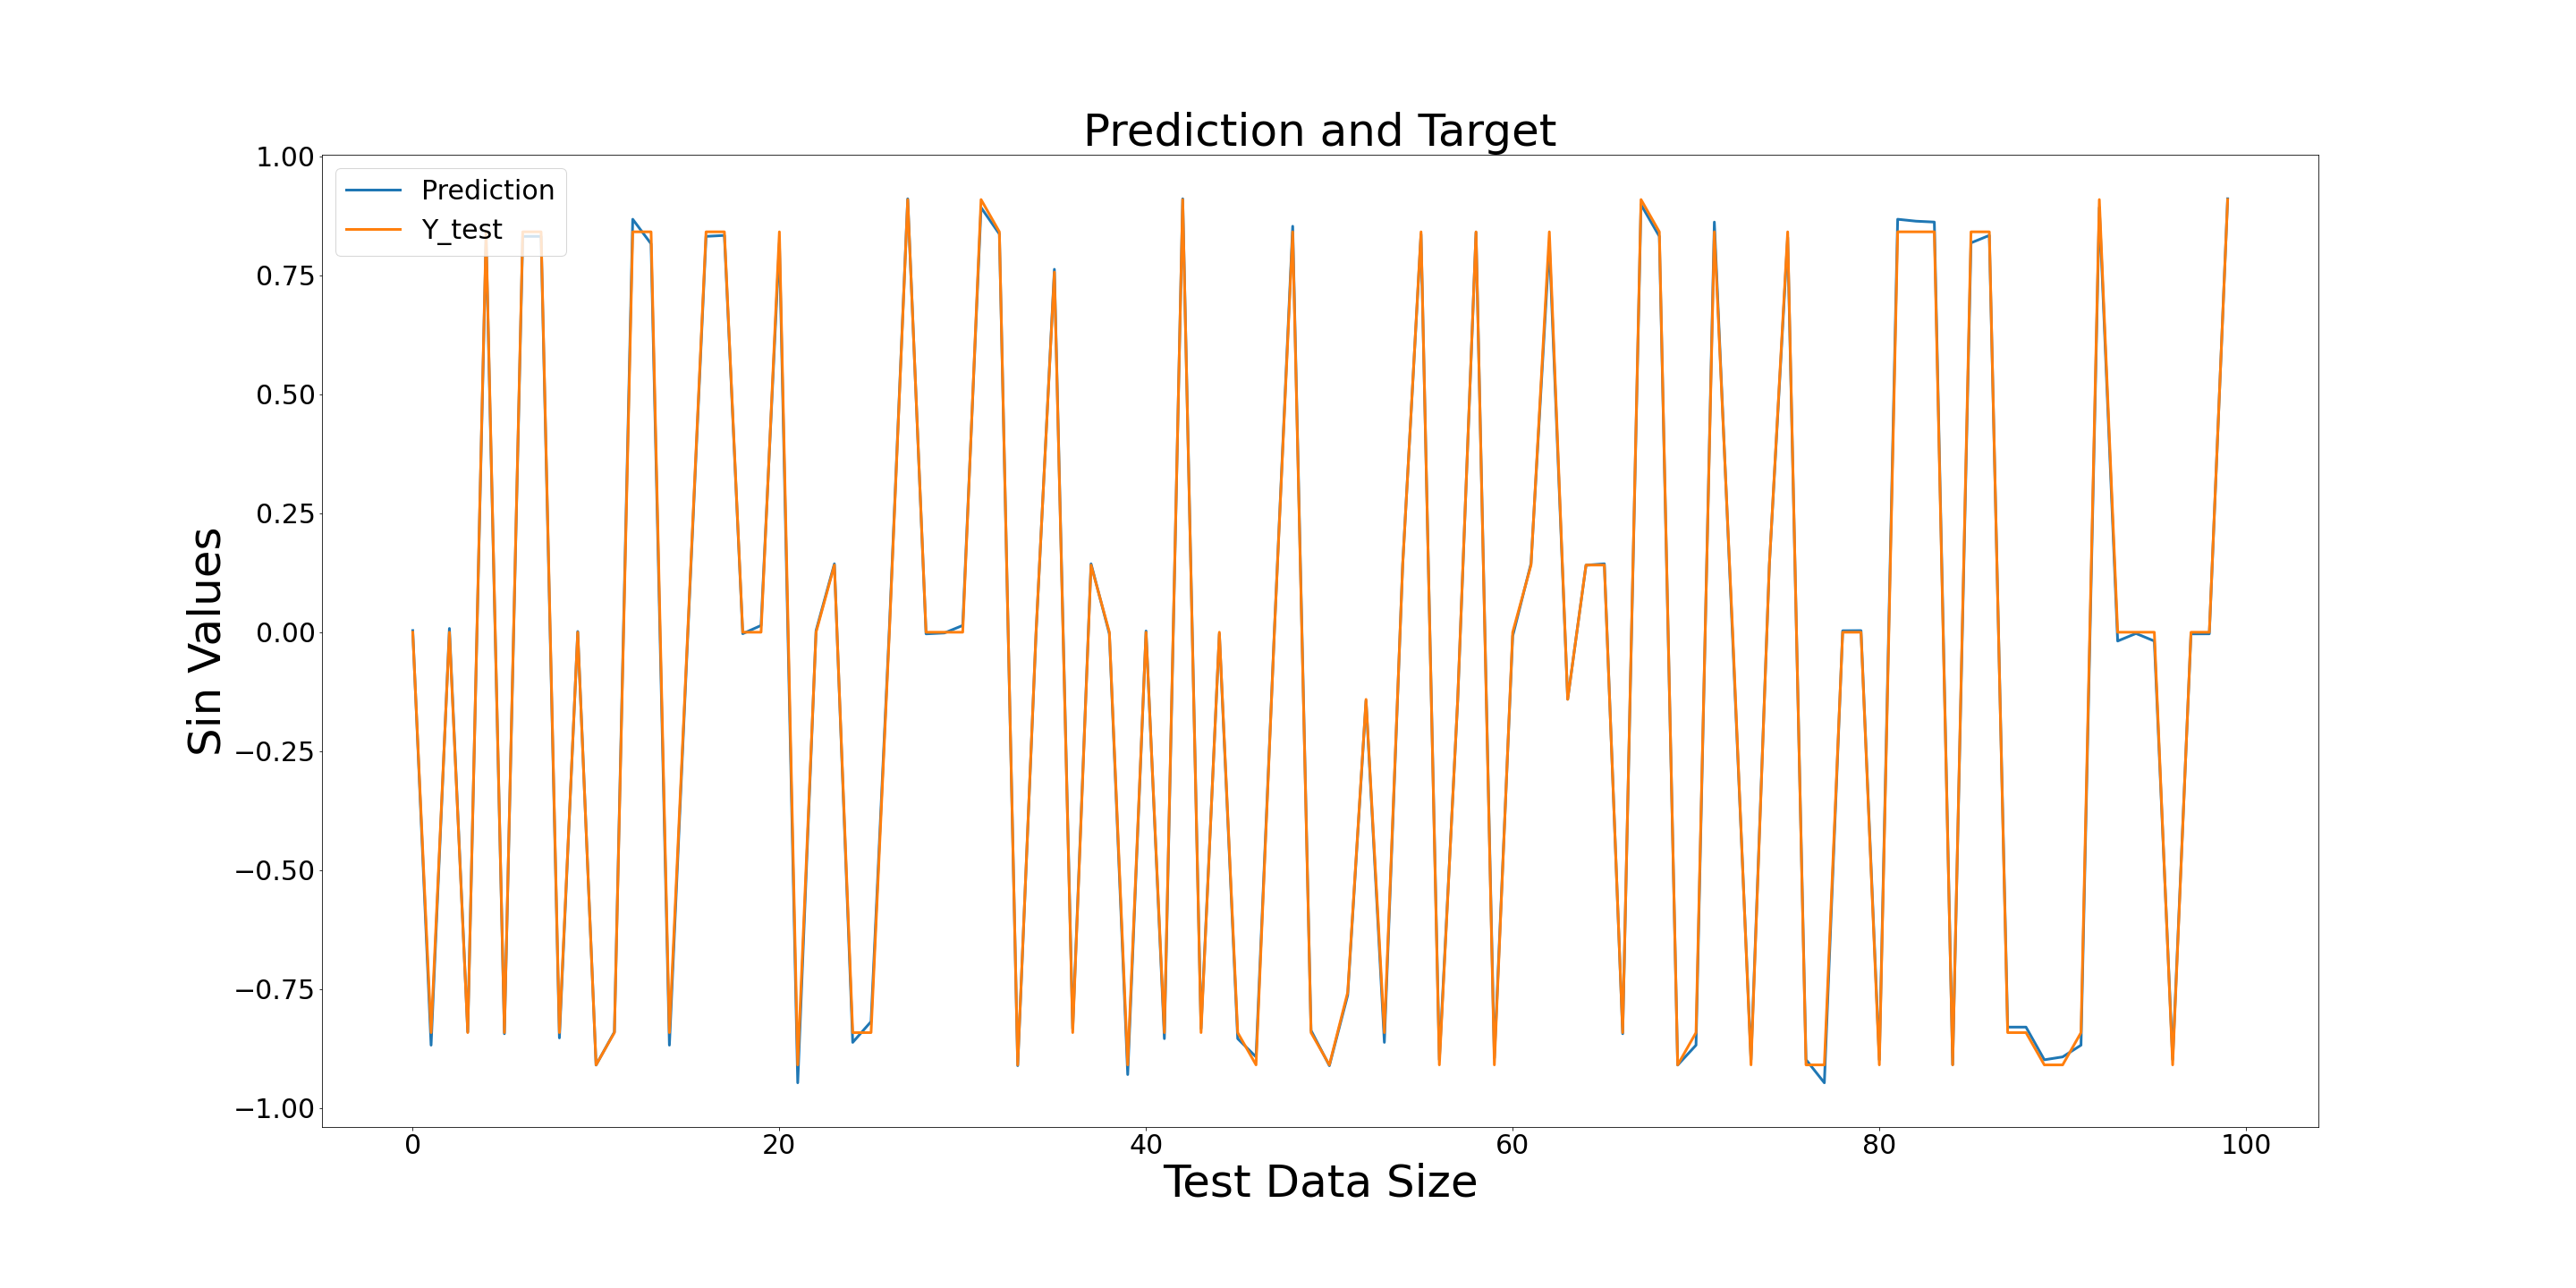 Prediction and Target
1.00
0.75
0.50
0.25
0.00
−0.25
−0.50
−0.75
−1.00
Sin Values
Prediction
Y_test
0 20 40 60 80 100
Test Data Size